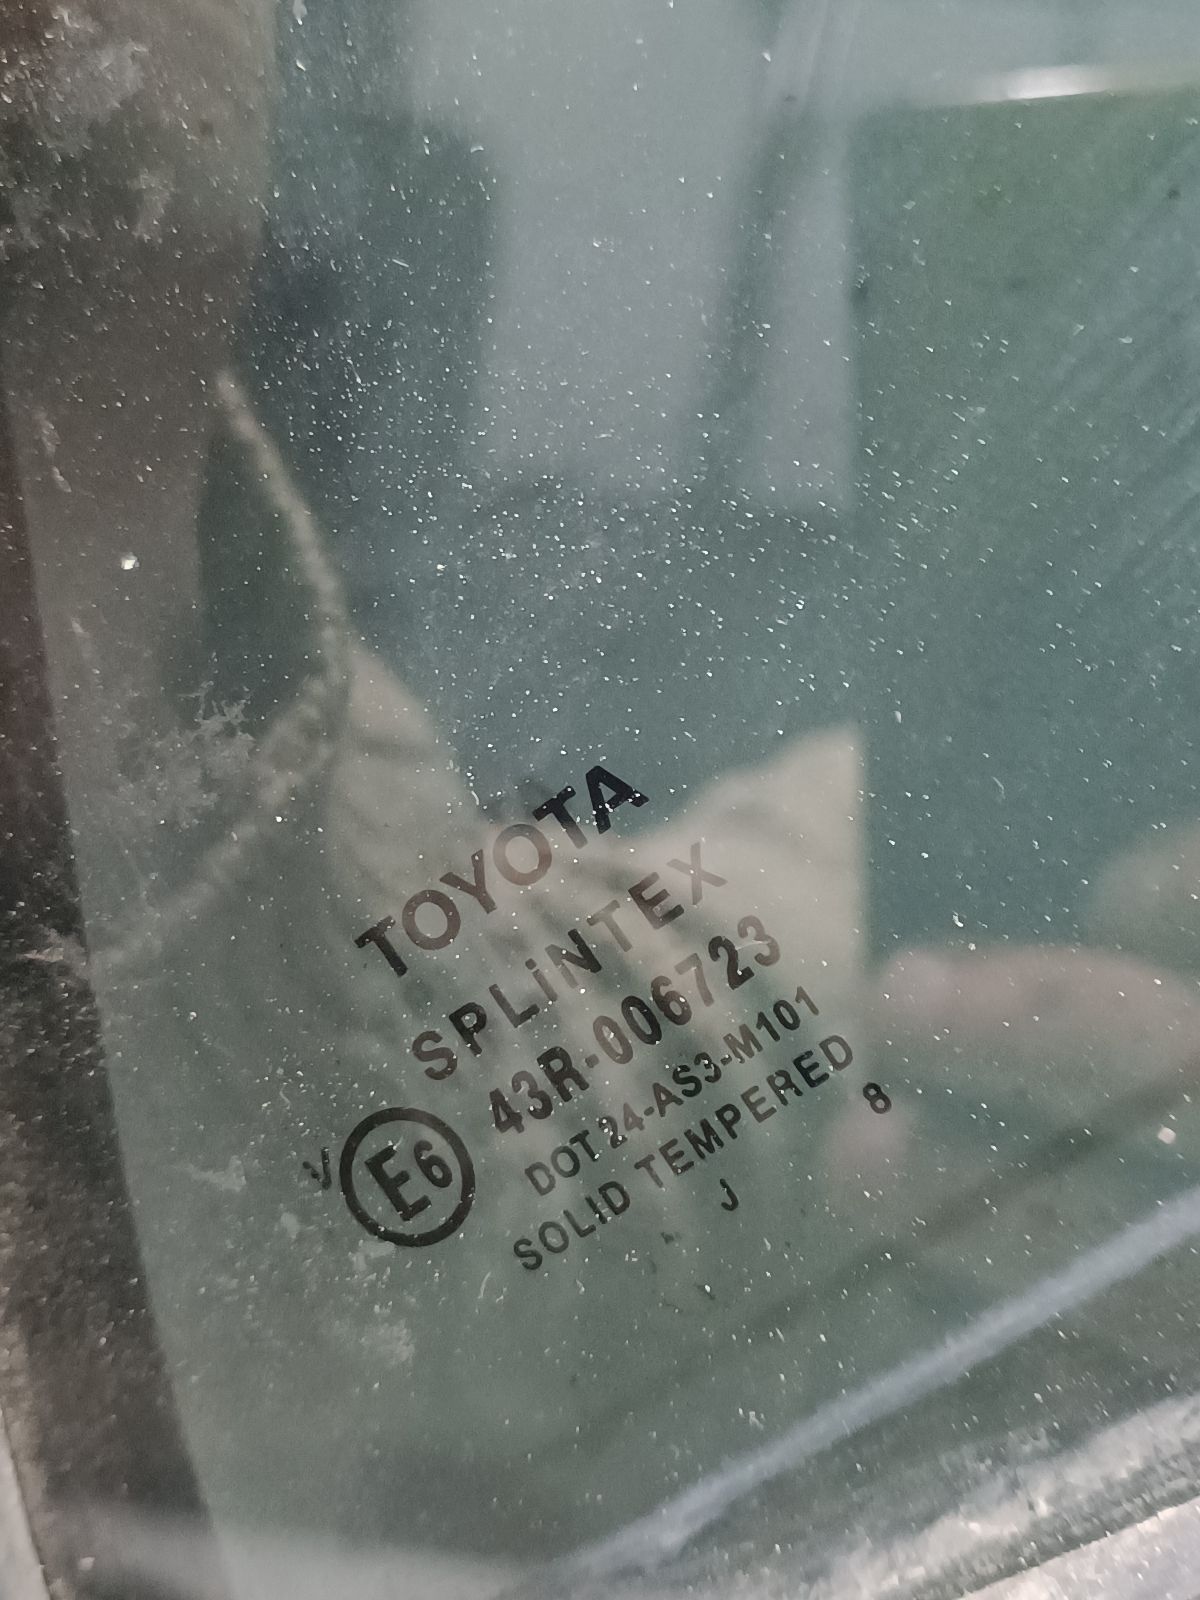 TOYOTA
SPLiNTEX
43R-006723
E6
DOT 24-AS3-M101
SOLID TEMPERED
8
J